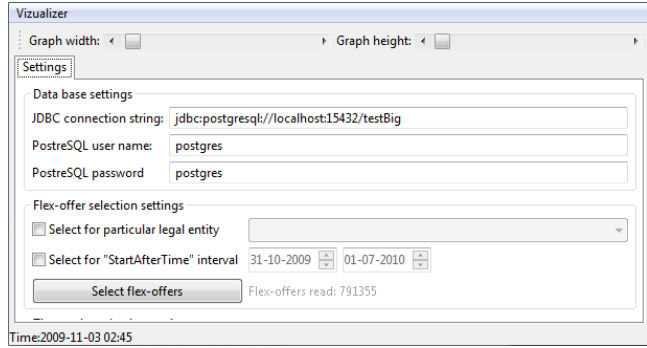 Vizualizer
Graph width: Graph height:
Settings
Data base settings
JDBC connection string: jdbc:postgresql://localhost:15432/testBig
PostreSQL user name: postgres
PostreSQL password postgres
Flex-offer selection settings
Select for particular legal entity
Select for "StartAfterTime" interval 31-10-2009 01-07-2010
Select flex-offers Flex-offers read: 791355
Time:2009-11-03 02:45